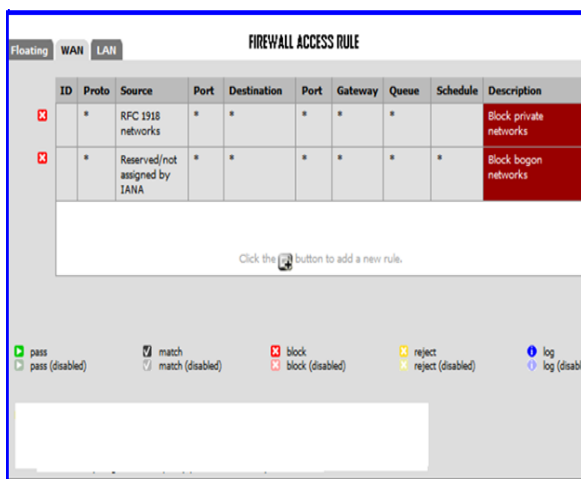 FIREWALL ACCESS RULE
Floating WAN LAN
ID Proto Source Port Destination Port Gateway Queue Schedule Description
* RFC 1918 networks * * * * * Block private networks
* Reserved/not assigned by IANA * * * * * * Block bogon networks
Click the button to add a new rule.
pass match block reject log
pass (disabled) match (disabled) block (disabled) reject (disabled) log (disabl